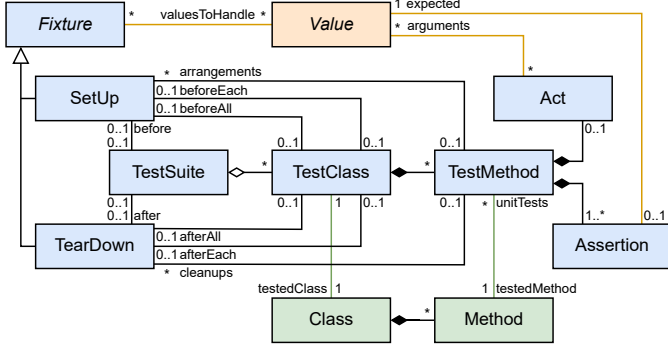 1 expected
Fixture
* valuesToHandle *
Value
* arguments
* arrangements
SetUp
0..1 beforeEach
0..1 beforeAll
*
Act
0..1
0..1 before
0..1
0..1 0..1 0..1
TestSuite
*
TestClass
*
TestMethod
0..1
0..1 after
0..1 1 0..1 0..1 * unitTests
1..* 0..1
TearDown
0..1 afterAll
0..1 afterEach
* cleanups
Assertion
testedClass 1
1 testedMethod
Class
*
Method